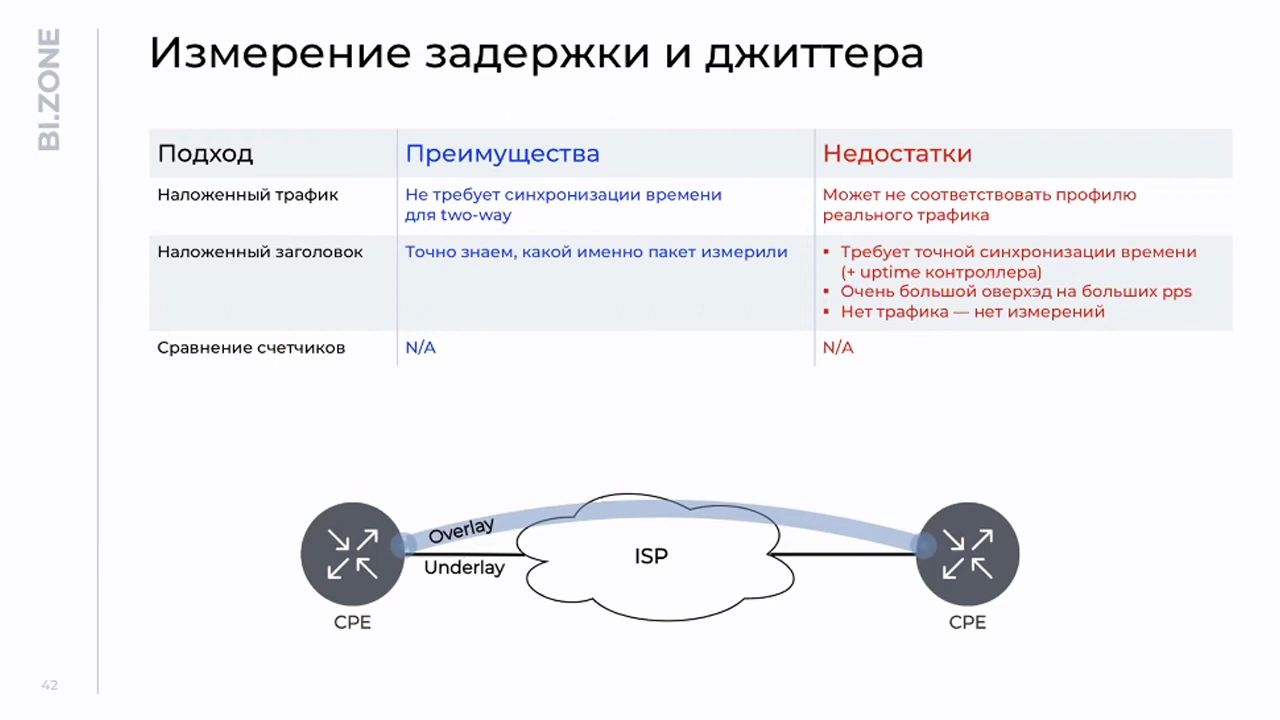 BI.ZONE
Измерение задержки и джиттера
Подход
Преимущества
Недостатки
Наложенный трафик
Не требует синхронизации времени
для two-way
Может не соответствовать профилю
реального трафика
Наложенный заголовок
Точно знаем, какой именно пакет измерили
▪ Требует точной синхронизации времени
(+ uptime контроллера)
▪ Очень большой оверхэд на больших pps
▪ Нет трафика — нет измерений
Сравнение счетчиков
N/A
N/A
Overlay
Underlay
ISP
CPE
CPE
42